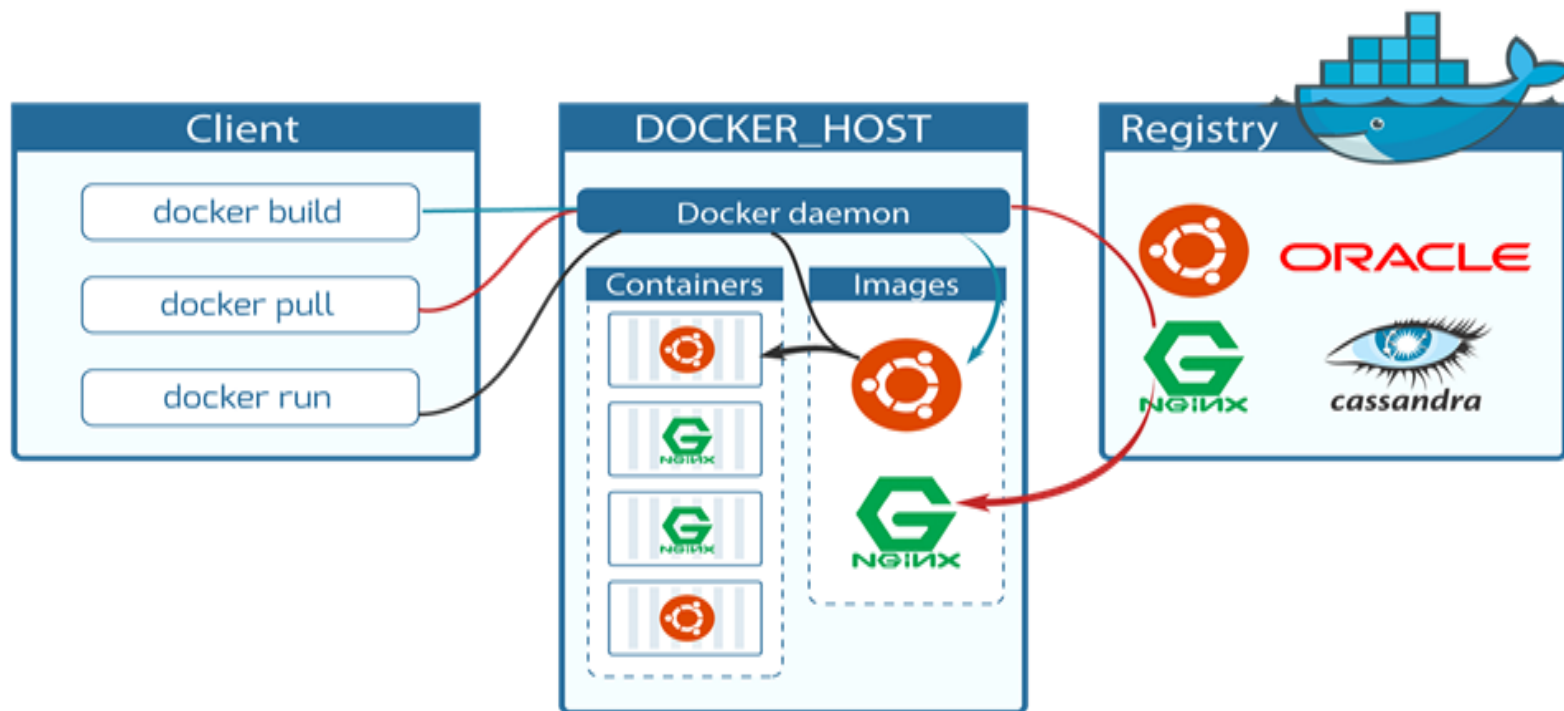 Client
docker build
docker pull
docker run
DOCKER_HOST
Docker daemon
Containers
NGiNX
NGiNX
Images
NGiNX
Registry
ORACLE
NGiNX
cassandra